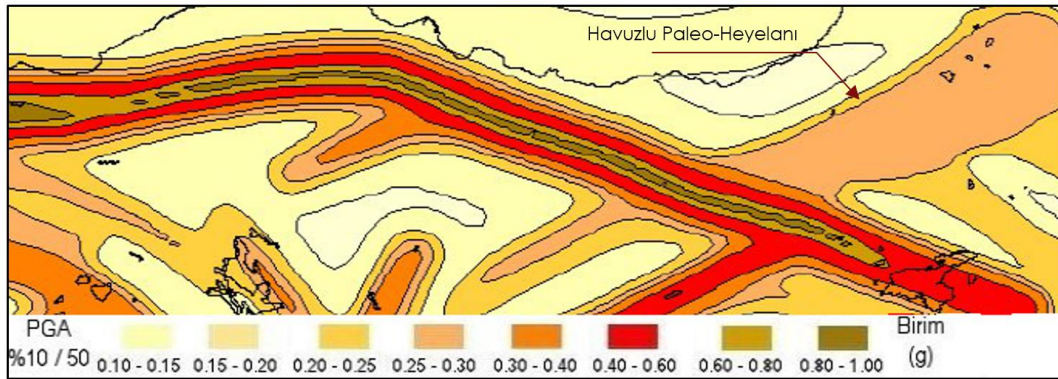 Havuzlu Paleo-Heyelanı
PGA
Birim
%10 / 50
0.10 - 0.15 0.15 - 0.20 0.20 - 0.25 0.25 - 0.30 0.30 - 0.40 0.40 - 0.60 0.60 - 0.80 0.80 - 1.00
(g)